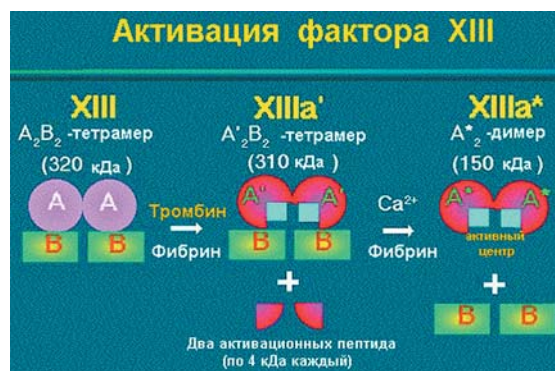 Активация фактора XIII
XIII
A₂B₂ -тетрамер
(320 кДа)
A A
B B
Тромбин
Фибрин
XIIIa'
A'₂B₂ -тетрамер
(310 кДа)
A' A'
B B
+
Два активационных пептида
(по 4 кДа каждый)
Ca²⁺
Фибрин
XIIIa*
A*₂ -димер
(150 кДа)
A* A*
активный
центр
+
B B